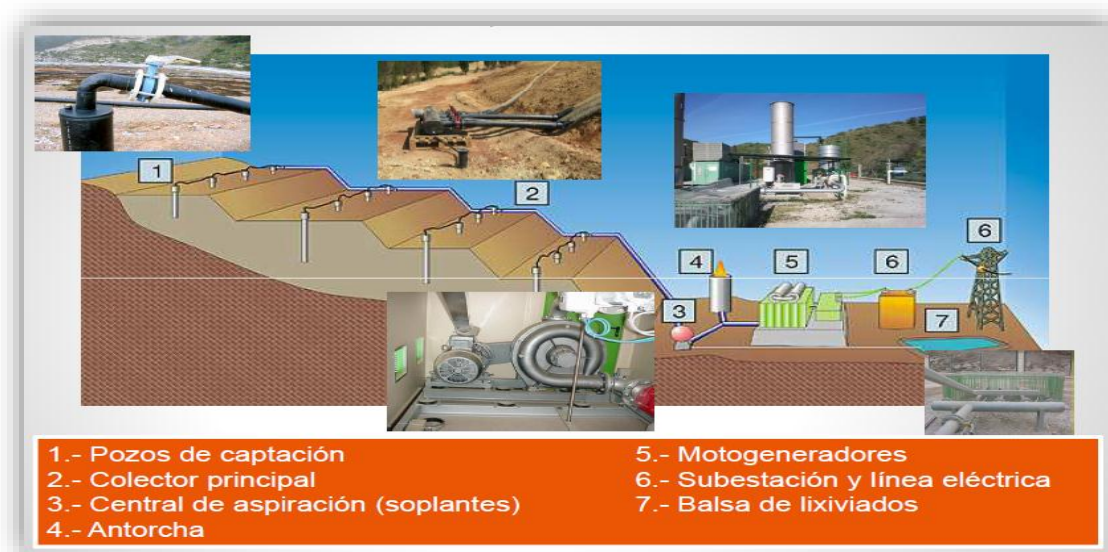 1
2
4
5
6
6
3
7
1.- Pozos de captación
2.- Colector principal
3.- Central de aspiración (soplantes)
4.- Antorcha
5.- Motogeneradores
6.- Subestación y línea eléctrica
7.- Balsa de lixiviados